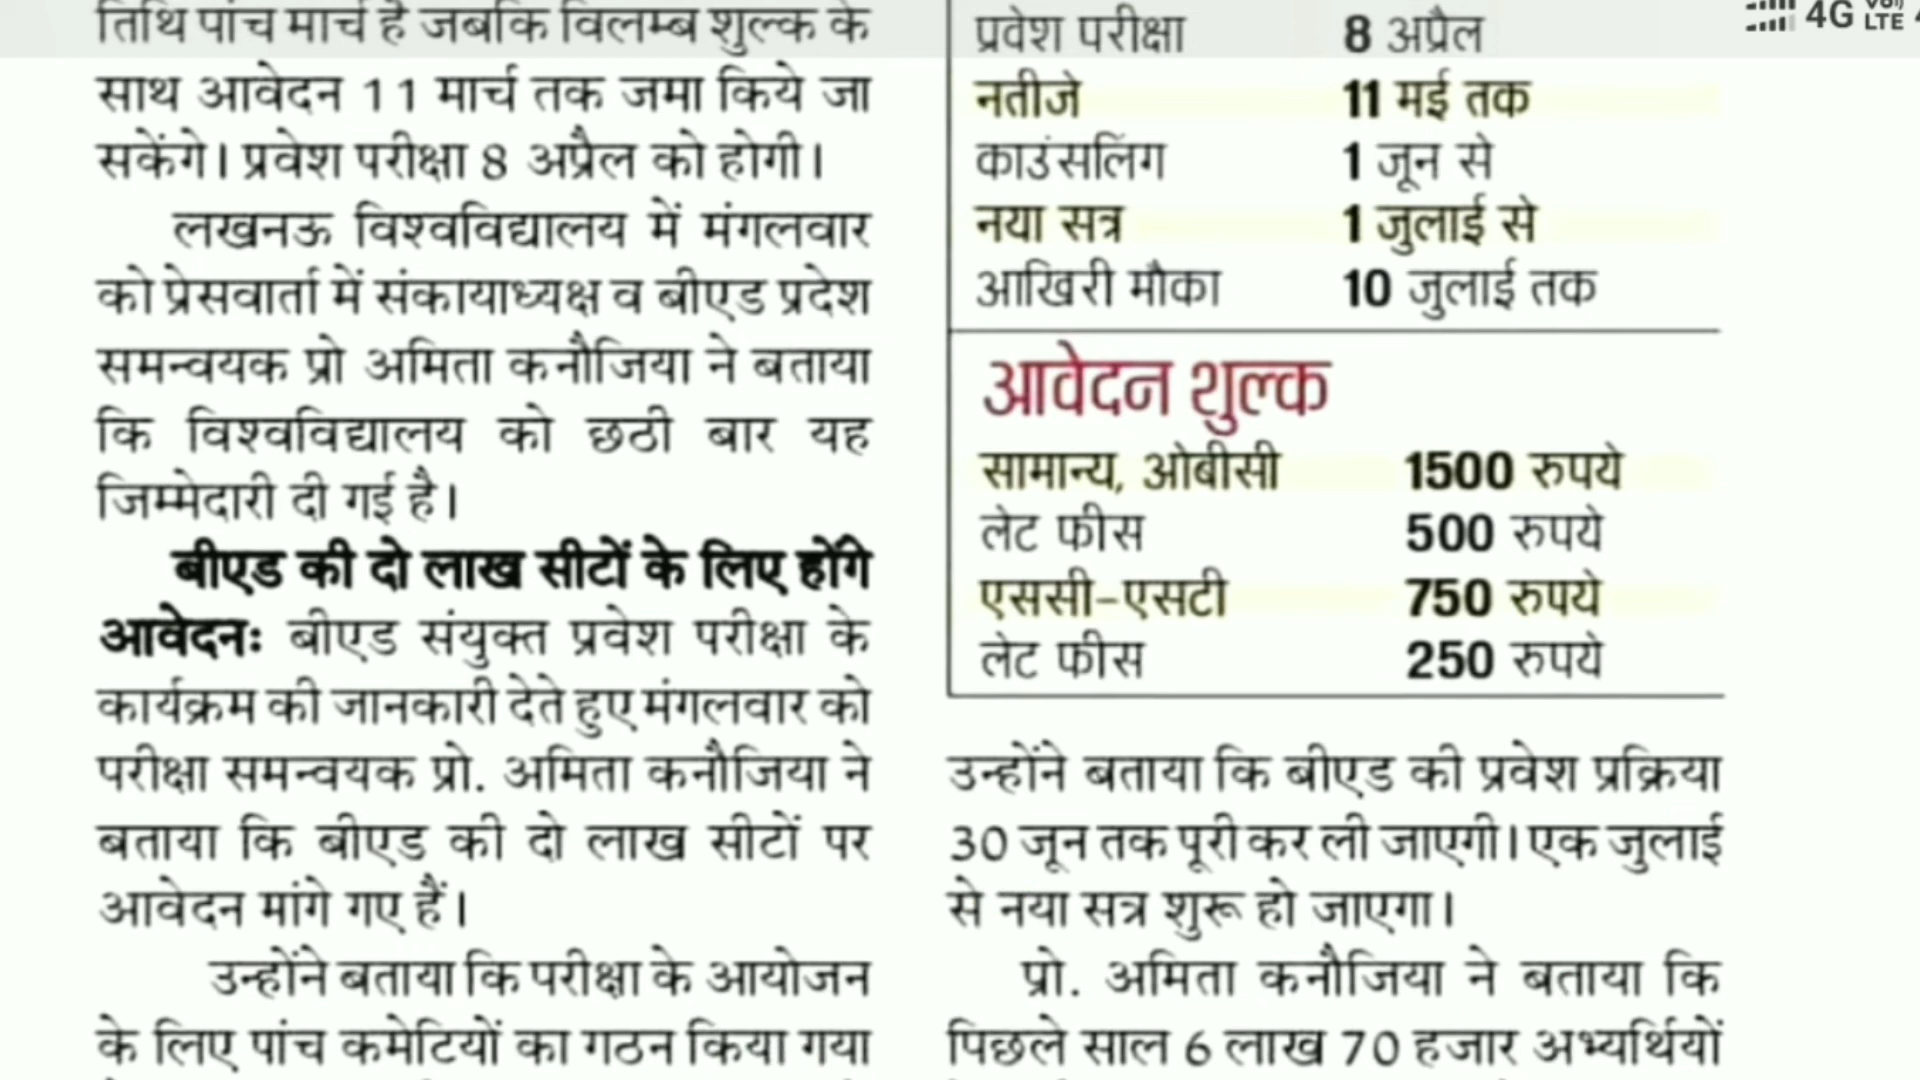 तिथि पांच मार्च है जबकि विलम्ब शुल्क के
साथ आवेदन 11 मार्च तक जमा किये जा
सकेंगे। प्रवेश परीक्षा 8 अप्रैल को होगी।
लखनऊ विश्वविद्यालय में मंगलवार
को प्रेसवार्ता में संकायाध्यक्ष व बीएड प्रदेश
समन्वयक प्रो अमिता कनौजिया ने बताया
कि विश्वविद्यालय को छठी बार यह
जिम्मेदारी दी गई है।
बीएड की दो लाख सीटों के लिए होंगे
आवेदनः बीएड संयुक्त प्रवेश परीक्षा के
कार्यक्रम की जानकारी देते हुए मंगलवार को
परीक्षा समन्वयक प्रो. अमिता कनौजिया ने
बताया कि बीएड की दो लाख सीटों पर
आवेदन मांगे गए हैं।
उन्होंने बताया कि परीक्षा के आयोजन
के लिए पांच कमेटियों का गठन किया गया
4G VoI) LTE
प्रवेश परीक्षा 8 अप्रैल
नतीजे 11 मई तक
काउंसलिंग 1 जून से
नया सत्र 1 जुलाई से
आखिरी मौका 10 जुलाई तक
आवेदन शुल्क
सामान्य, ओबीसी 1500 रुपये
लेट फीस 500 रुपये
एससी-एसटी 750 रुपये
लेट फीस 250 रुपये
उन्होंने बताया कि बीएड की प्रवेश प्रक्रिया
30 जून तक पूरी कर ली जाएगी। एक जुलाई
से नया सत्र शुरू हो जाएगा।
प्रो. अमिता कनौजिया ने बताया कि
पिछले साल 6 लाख 70 हजार अभ्यर्थियों